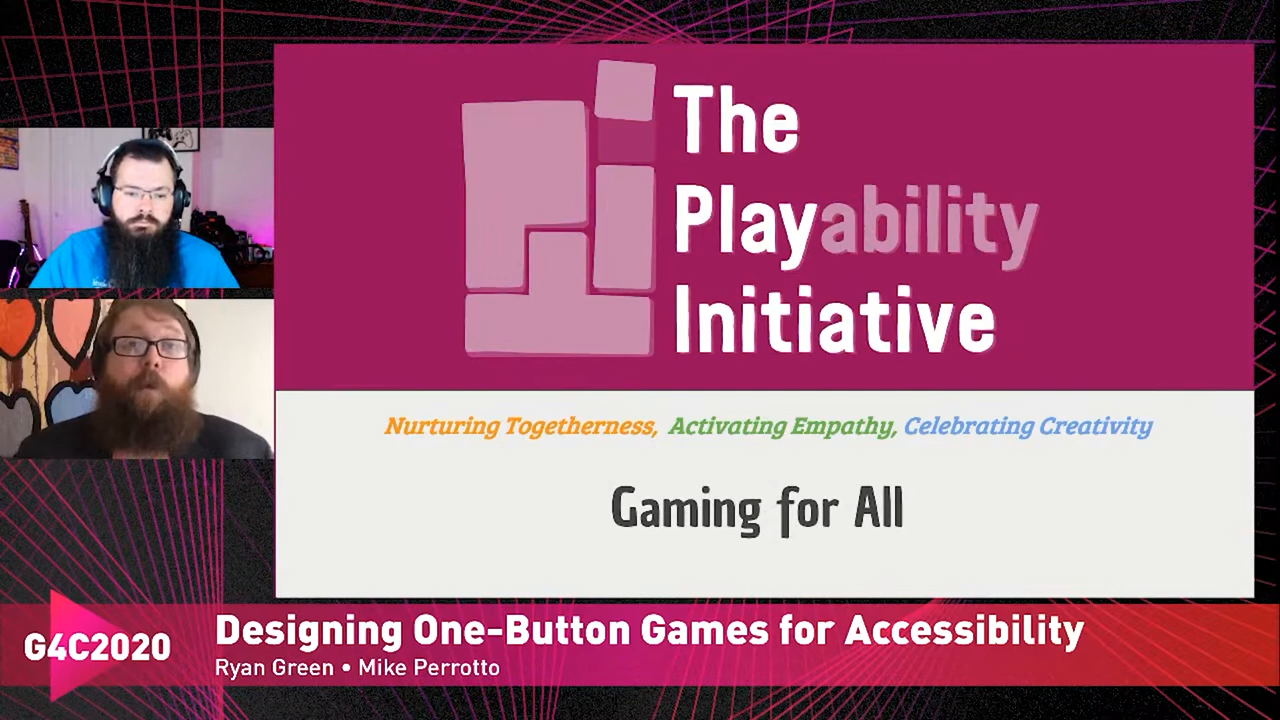 The
Playability
Initiative
Nurturing Togetherness, Activating Empathy, Celebrating Creativity
Gaming for All
G4C2020
Designing One-Button Games for Accessibility
Ryan Green • Mike Perrotto